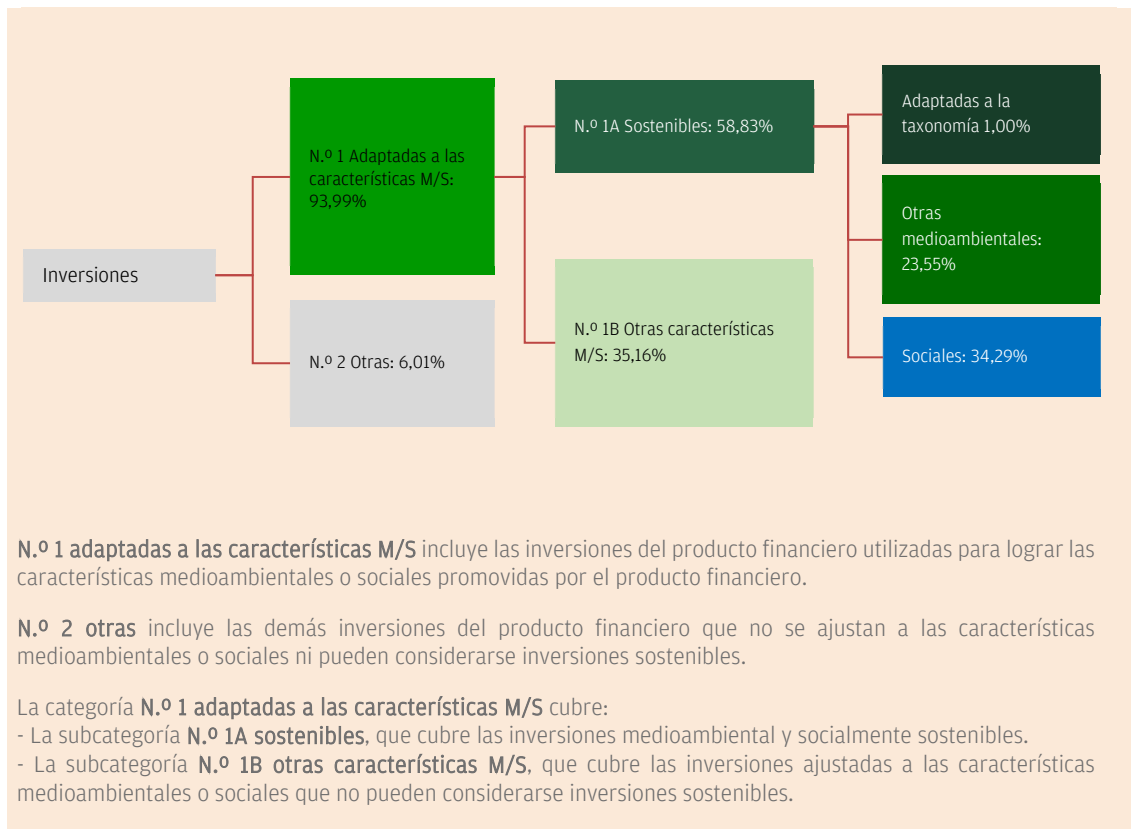 Inversiones
N.º 1 Adaptadas a las
características M/S:
93,99%
N.º 2 Otras: 6,01%
N.º 1A Sostenibles: 58,83%
N.º 1B Otras características
M/S: 35,16%
Adaptadas a la
taxonomía 1,00%
Otras
medioambientales:
23,55%
Sociales: 34,29%
N.º 1 adaptadas a las características M/S incluye las inversiones del producto financiero utilizadas para lograr las
características medioambientales o sociales promovidas por el producto financiero.
N.º 2 otras incluye las demás inversiones del producto financiero que no se ajustan a las características
medioambientales o sociales ni pueden considerarse inversiones sostenibles.
La categoría N.º 1 adaptadas a las características M/S cubre:
- La subcategoría N.º 1A sostenibles, que cubre las inversiones medioambiental y socialmente sostenibles.
- La subcategoría N.º 1B otras características M/S, que cubre las inversiones ajustadas a las características
medioambientales o sociales que no pueden considerarse inversiones sostenibles.